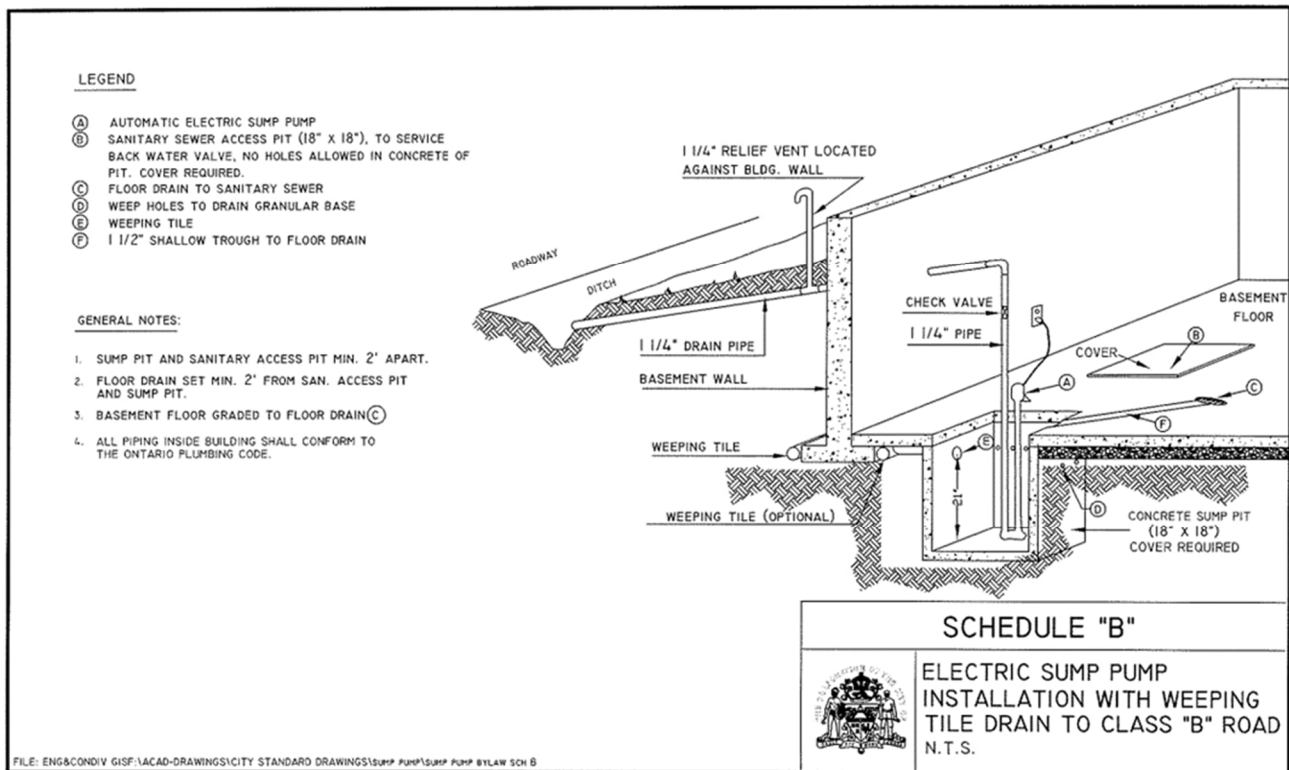 LEGEND
A AUTOMATIC ELECTRIC SUMP PUMP
B SANITARY SEWER ACCESS PIT (18" X 18"), TO SERVICE
BACK WATER VALVE, NO HOLES ALLOWED IN CONCRETE OF
PIT. COVER REQUIRED.
C FLOOR DRAIN TO SANITARY SEWER
D WEEP HOLES TO DRAIN GRANULAR BASE
E WEEPING TILE
F 1 1/2" SHALLOW TROUGH TO FLOOR DRAIN
GENERAL NOTES:
1. SUMP PIT AND SANITARY ACCESS PIT MIN. 2' APART.
2. FLOOR DRAIN SET MIN. 2' FROM SAN. ACCESS PIT
AND SUMP PIT.
3. BASEMENT FLOOR GRADED TO FLOOR DRAIN C
4. ALL PIPING INSIDE BUILDING SHALL CONFORM TO
THE ONTARIO PLUMBING CODE.
1 1/4" RELIEF VENT LOCATED
AGAINST BLDG. WALL
ROADWAY
DITCH
1 1/4" DRAIN PIPE
BASEMENT WALL
WEEPING TILE
WEEPING TILE (OPTIONAL)
CHECK VALVE
1 1/4" PIPE
BASEMENT
FLOOR
COVER
B
A
C
F
E
21"
D
CONCRETE SUMP PIT
(18" X 18")
COVER REQUIRED
SCHEDULE "B"
ELECTRIC SUMP PUMP
INSTALLATION WITH WEEPING
TILE DRAIN TO CLASS "B" ROAD
N.T.S.
FILE: ENG&CONDIV GISF:\ACAD-DRAWINGS\CITY STANDARD DRAWINGS\SUMP PUMP\SUMP PUMP BYLAW SCH B